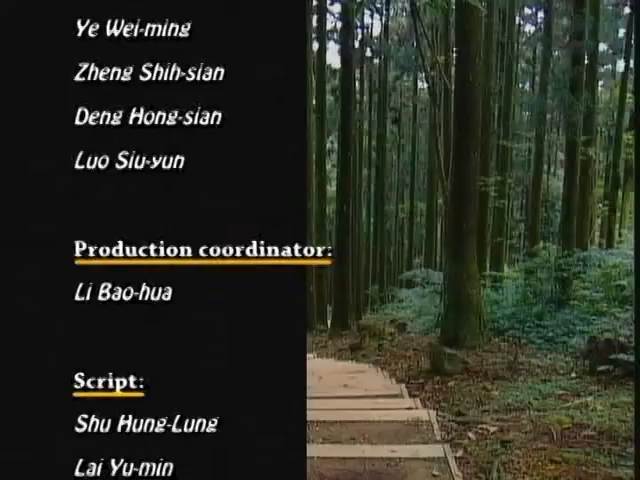 Ye Wei-ming
Zheng Shih-sian
Deng Hong-sian
Luo Siu-yun
Production coordinator:
Li Bao-hua
Script:
Shu Hung-Lung
Lai Yu-min